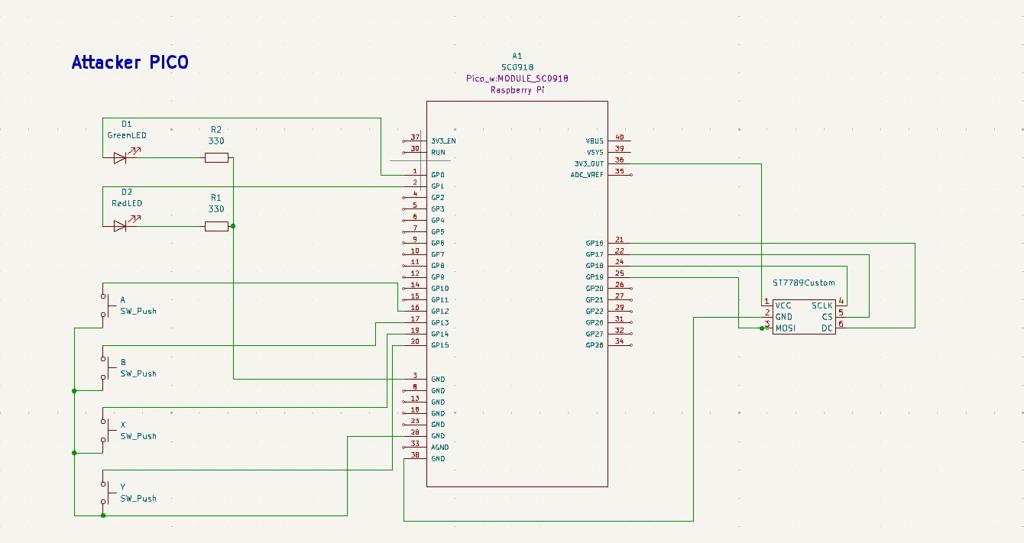 Attacker PICO
A1
SC0918
Pico_w:MODULE_SC0918
Raspberry Pi
D1
GreenLED
R2
330
D2
RedLED
R1
330
A
SW_Push
B
SW_Push
X
SW_Push
Y
SW_Push
37 3V3_EN
30 RUN
1 GP0
2 GP1
4 GP2
5 GP3
6 GP4
7 GP5
9 GP6
10 GP7
11 GP8
12 GP9
14 GP10
15 GP11
16 GP12
17 GP13
19 GP14
20 GP15
3 GND
8 GND
13 GND
18 GND
23 GND
28 GND
33 AGND
38 GND
VBUS 40
VSYS 39
3V3_OUT 36
ADC_VREF 35
GP16 21
GP17 22
GP18 24
GP19 25
GP20 26
GP21 27
GP22 29
GP26 31
GP27 32
GP28 34
ST7789Custom
1 VCC SCLK 4
2 GND CS 5
3 MOSI DC 6